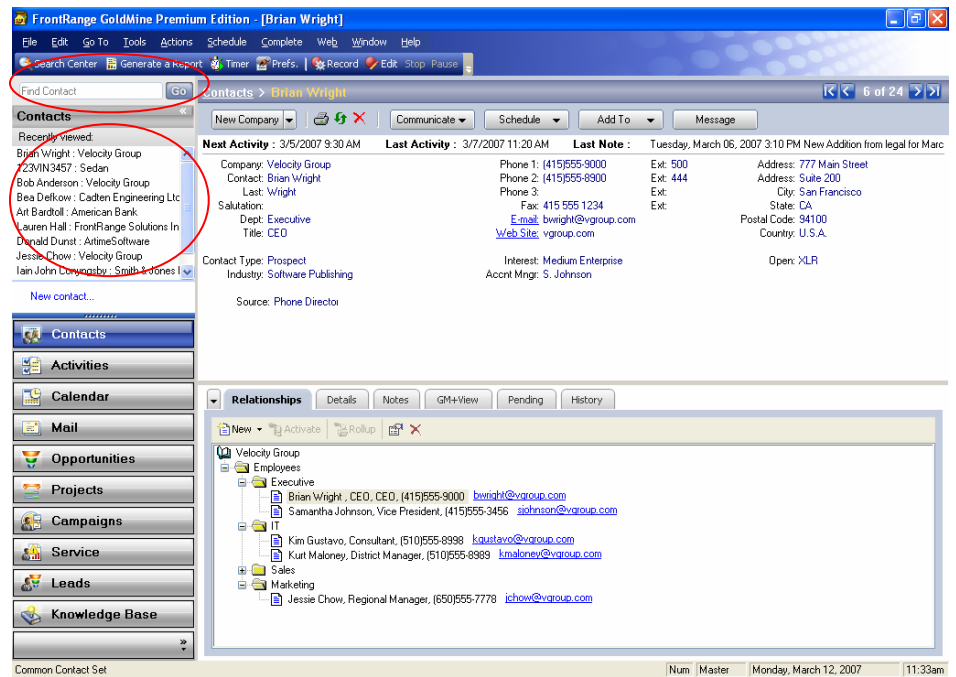 FrontRange GoldMine Premium Edition - [Brian Wright]
File Edit Go To Tools Actions Schedule Complete Web Window Help
Search Center Generate a Report Timer Prefs. Record Edit Stop Pause
Find Contact Go
Contacts > Brian Wright 6 of 24
Contacts
New Company Communicate Schedule Add To Message
Recently viewed:
Next Activity : 3/5/2007 9:30 AM Last Activity : 3/7/2007 11:20 AM Last Note : Tuesday, March 06, 2007 3:10 PM New Addition from legal for Marc
Brian Wright : Velocity Group
123VIN3457 : Sedan
Bob Anderson : Velocity Group
Bea Defkow : Cadten Engineering Ltc
Art Bardtoll : American Bank
Lauren Hall : FrontRange Solutions In
Donald Dunst : ArtimeSoftware
Jessie Chow : Velocity Group
Iain John Conyngsby : Smith & Jones I
New contact...
Company: Velocity Group Phone 1: (415)555-9000 Ext: 500 Address: 777 Main Street
Contact: Brian Wright Phone 2: (415)555-8900 Ext: 444 Address: Suite 200
Last: Wright Phone 3: Ext: City: San Francisco
Salutation: Fax: 415 555 1234 Ext: State: CA
Dept: Executive E-mail: bwright@vgroup.com Postal Code: 94100
Title: CEO Web Site: vgroup.com Country: U.S.A.
Contact Type: Prospect Interest: Medium Enterprise Open: XLR
Industry: Software Publishing Accnt Mngr: S. Johnson
Source: Phone Director
Contacts
Activities
Calendar
Mail
Opportunities
Projects
Campaigns
Service
Leads
Knowledge Base
Relationships Details Notes GM+View Pending History
New Activate Rollup
Velocity Group
Employees
Executive
Brian Wright , CEO, CEO, (415)555-9000 bwright@vgroup.com
Samantha Johnson, Vice President, (415)555-3456 sjohnson@vgroup.com
IT
Kim Gustavo, Consultant, (510)555-8998 kgustavo@vgroup.com
Kurt Maloney, District Manager, (510)555-8989 kmaloney@vgroup.com
Sales
Marketing
Jessie Chow, Regional Manager, (650)555-7778 jchow@vgroup.com
Common Contact Set Num Master Monday, March 12, 2007 11:33am